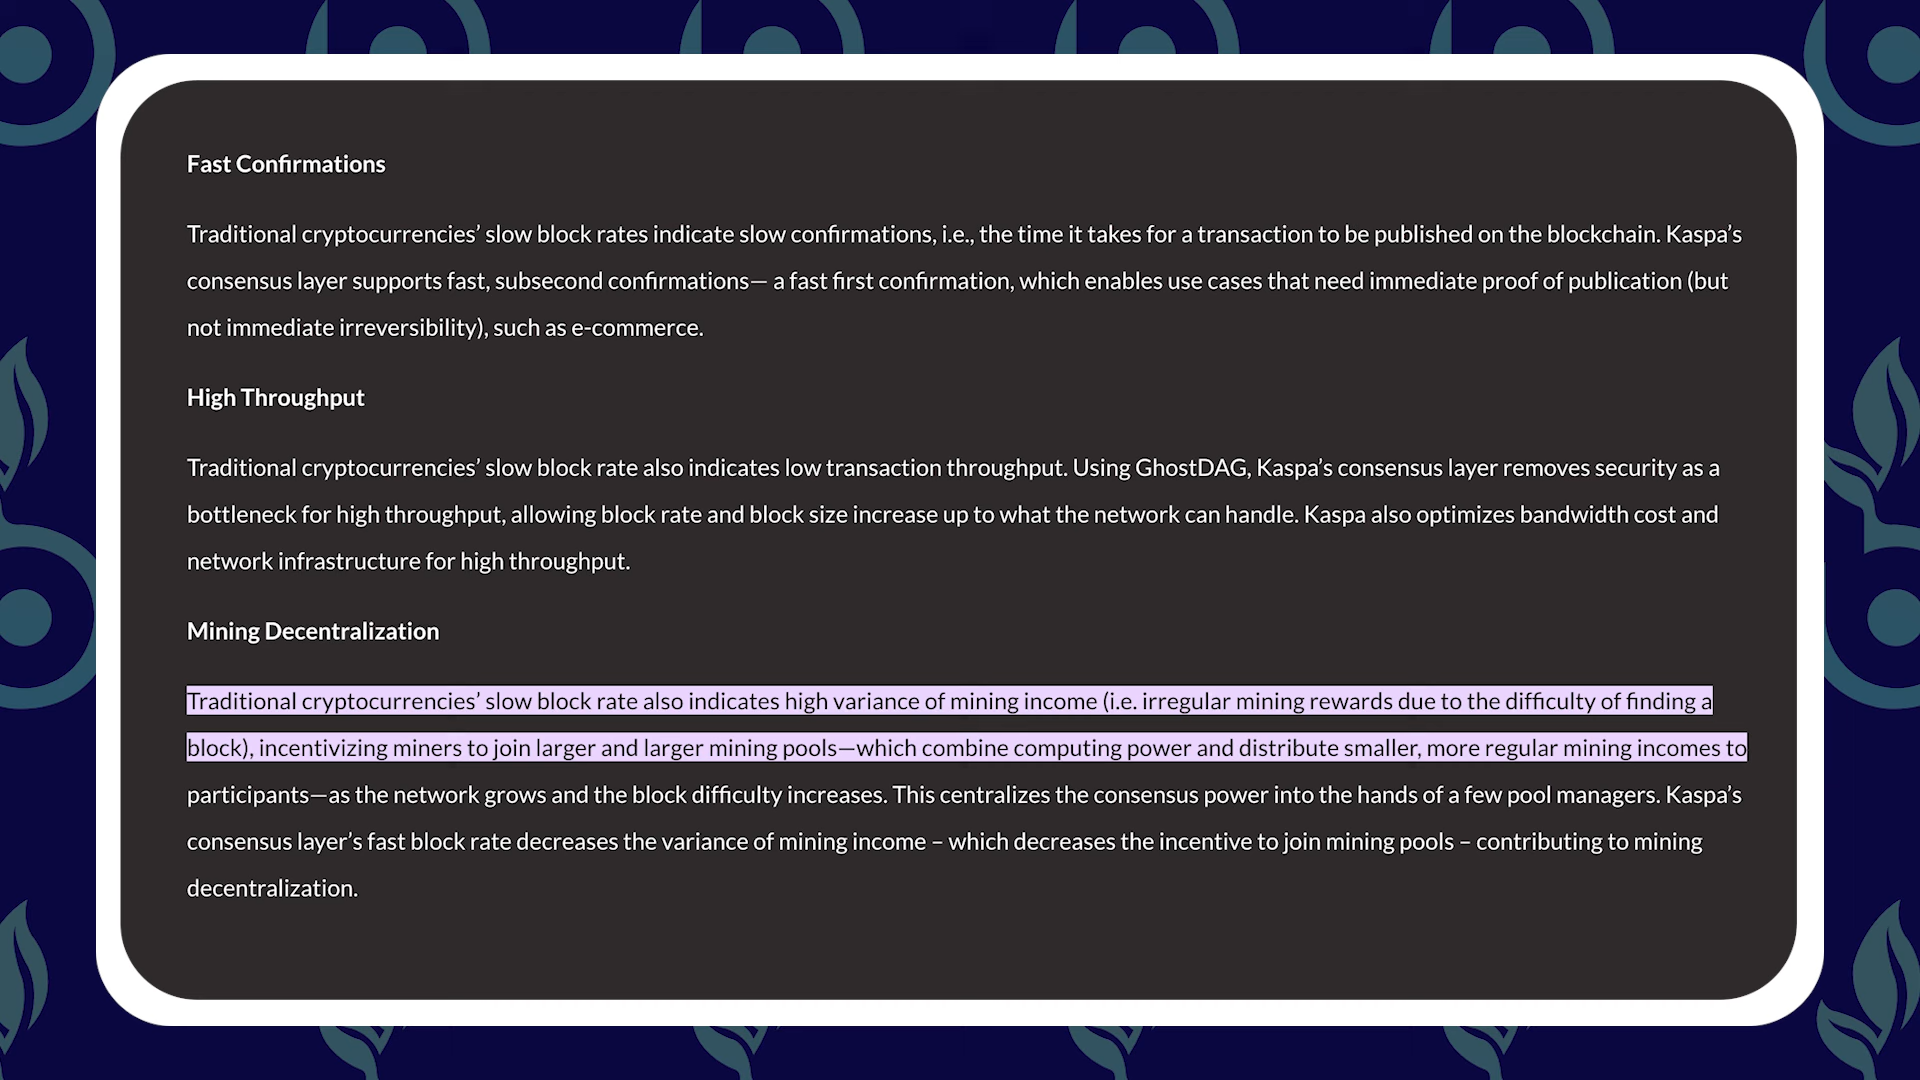 Fast Confirmations
Traditional cryptocurrencies’ slow block rates indicate slow confirmations, i.e., the time it takes for a transaction to be published on the blockchain. Kaspa’s
consensus layer supports fast, subsecond confirmations— a fast first confirmation, which enables use cases that need immediate proof of publication (but
not immediate irreversibility), such as e-commerce.
High Throughput
Traditional cryptocurrencies’ slow block rate also indicates low transaction throughput. Using GhostDAG, Kaspa’s consensus layer removes security as a
bottleneck for high throughput, allowing block rate and block size increase up to what the network can handle. Kaspa also optimizes bandwidth cost and
network infrastructure for high throughput.
Mining Decentralization
Traditional cryptocurrencies’ slow block rate also indicates high variance of mining income (i.e. irregular mining rewards due to the difficulty of finding a
block), incentivizing miners to join larger and larger mining pools—which combine computing power and distribute smaller, more regular mining incomes to
participants—as the network grows and the block difficulty increases. This centralizes the consensus power into the hands of a few pool managers. Kaspa’s
consensus layer’s fast block rate decreases the variance of mining income – which decreases the incentive to join mining pools – contributing to mining
decentralization.